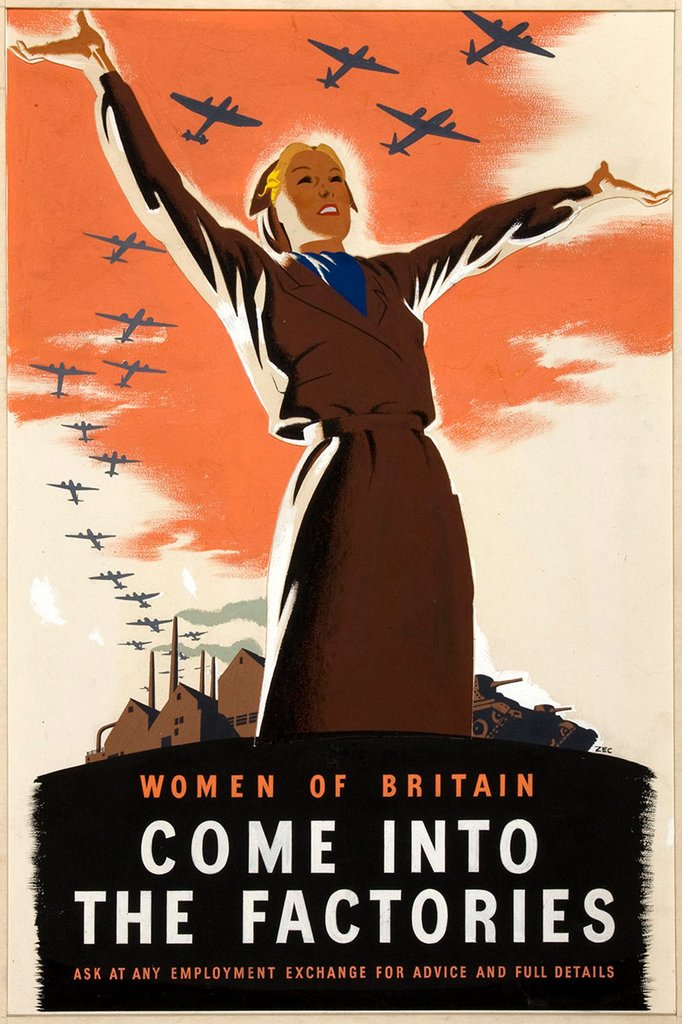 ZEC
WOMEN OF BRITAIN
COME INTO
THE FACTORIES
ASK AT ANY EMPLOYMENT EXCHANGE FOR ADVICE AND FULL DETAILS